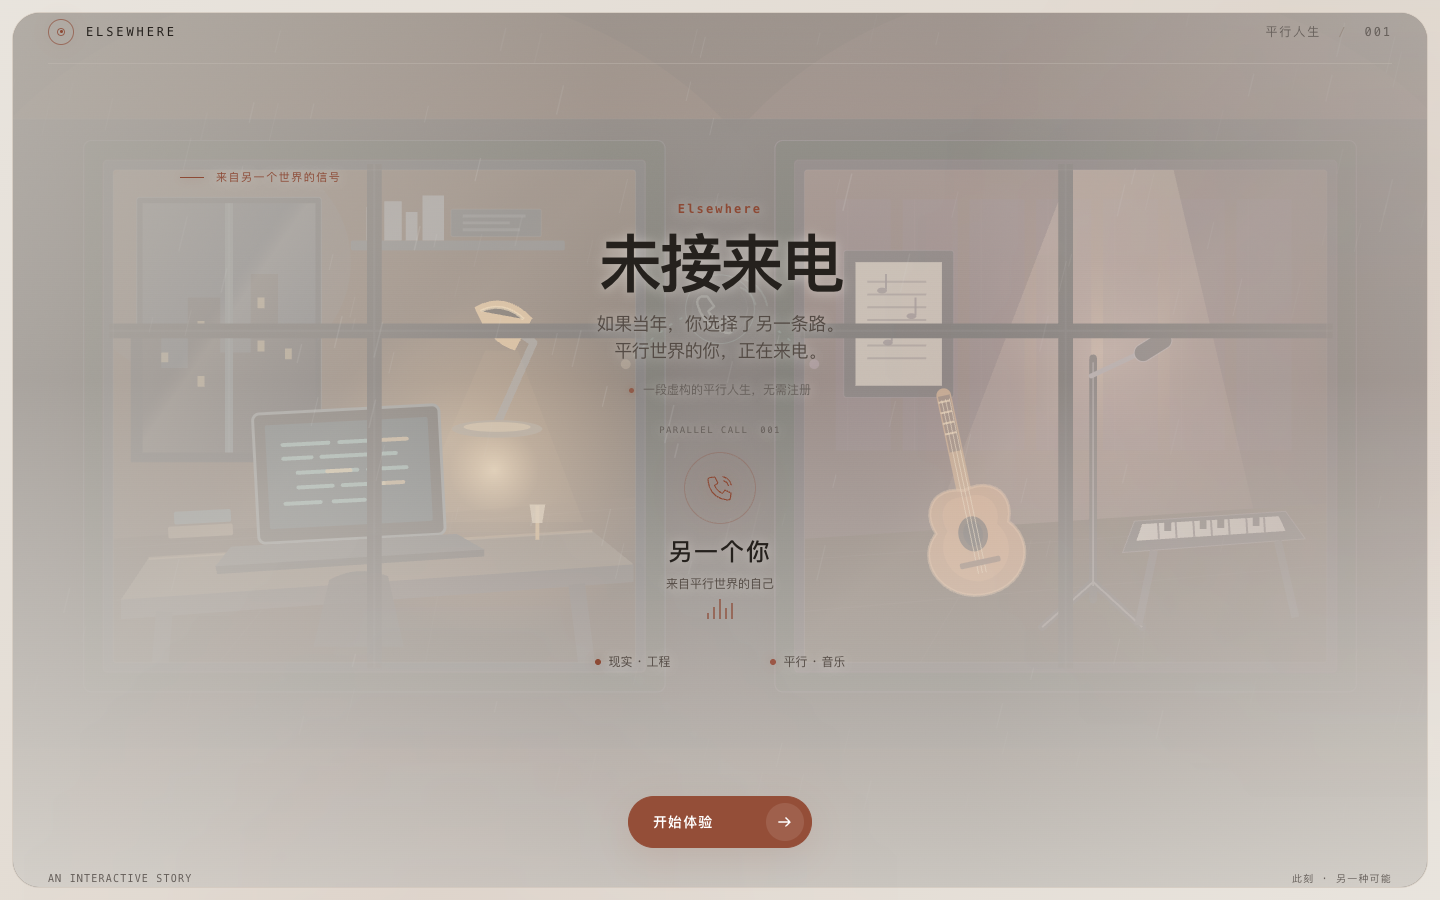 ELSEWHERE
平行人生 / 001
来自另一个世界的信号
Elsewhere
未接来电
如果当年，你选择了另一条路。
平行世界的你，正在来电。
一段虚构的平行人生，无需注册
PARALLEL CALL 001
另一个你
来自平行世界的自己
现实 · 工程
平行 · 音乐
开始体验
AN INTERACTIVE STORY
此刻 · 另一种可能